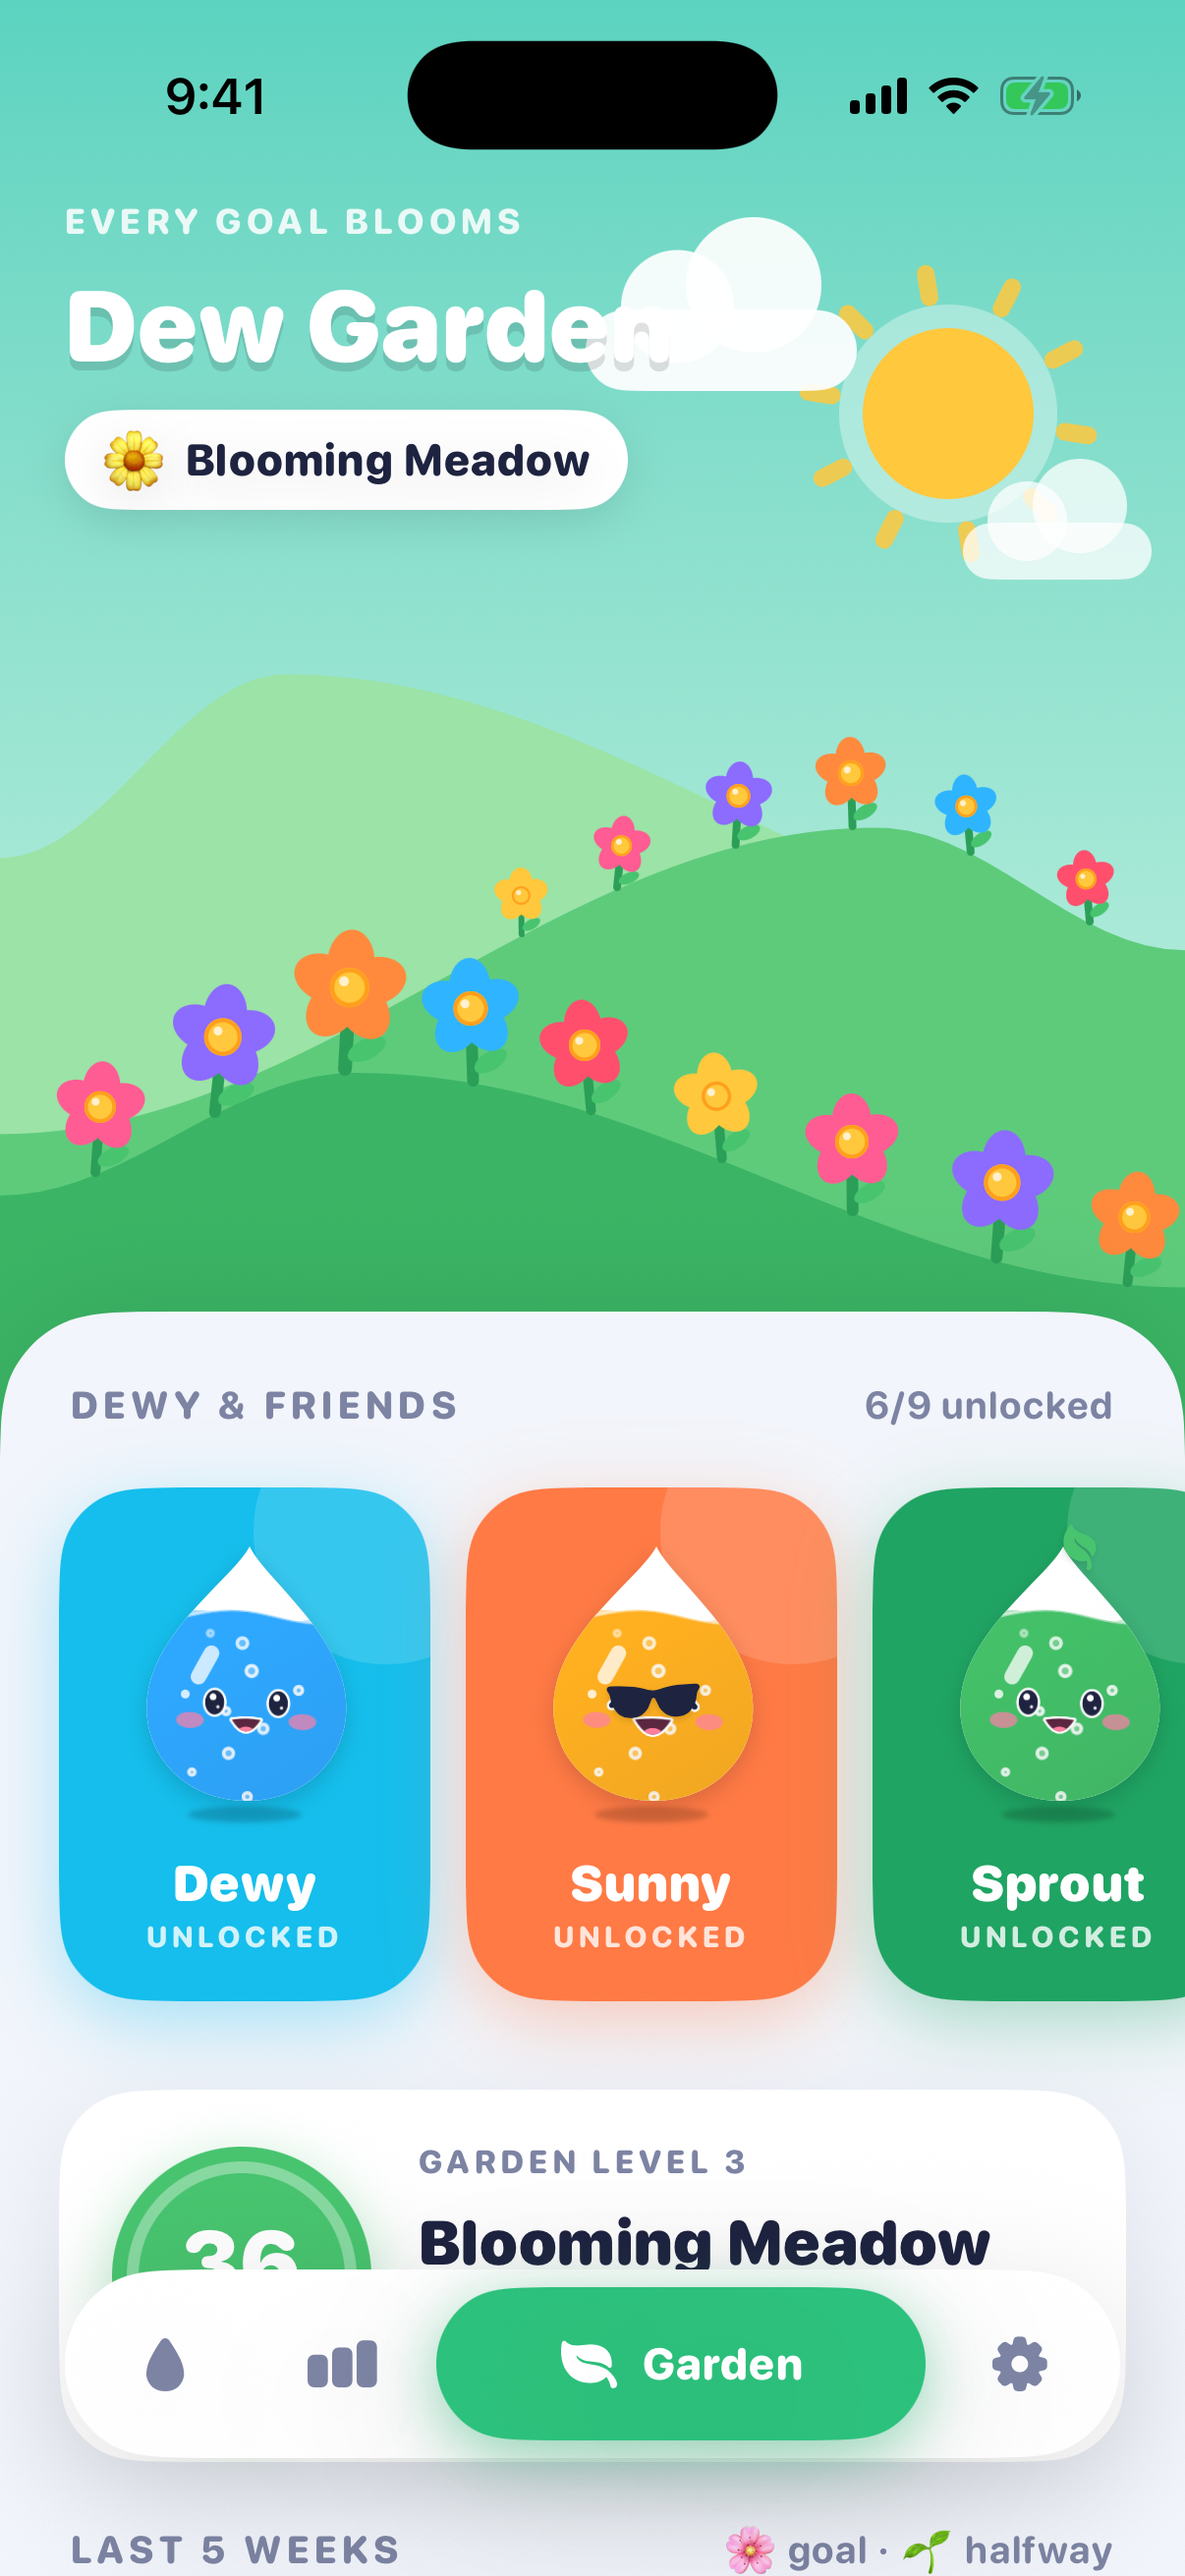 9:41
EVERY GOAL BLOOMS
Dew Garden
Blooming Meadow
DEWY & FRIENDS
6/9 unlocked
Dewy
UNLOCKED
Sunny
UNLOCKED
Sprout
UNLOCKED
36
GARDEN LEVEL 3
Blooming Meadow
Garden
LAST 5 WEEKS
goal · halfway